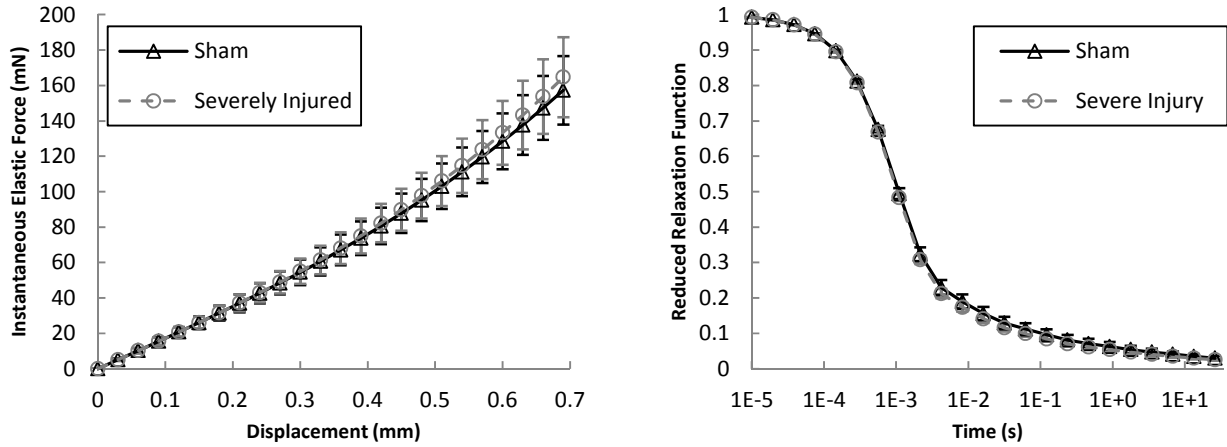 Instantaneous Elastic Force (mN)
200
180
160
140
120
100
80
60
40
20
0
Sham
Severely Injured
0 0.1 0.2 0.3 0.4 0.5 0.6 0.7
Displacement (mm)
Reduced Relaxation Function
1
0.9
0.8
0.7
0.6
0.5
0.4
0.3
0.2
0.1
0
Sham
Severe Injury
1E-5 1E-4 1E-3 1E-2 1E-1 1E+0 1E+1
Time (s)